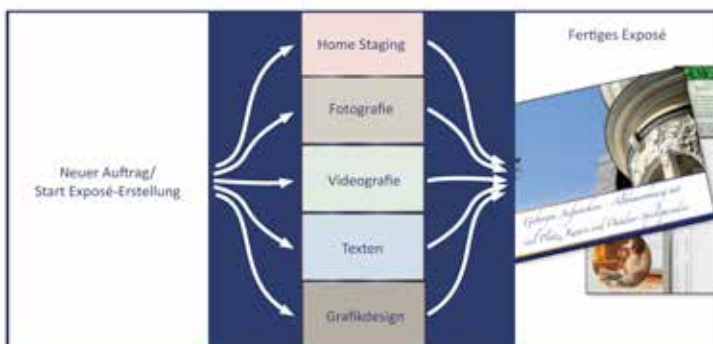 Neuer Auftrag/
Start Exposé-Erstellung
Home Staging
Fotografie
Videografie
Texten
Grafikdesign
Fertiges Exposé